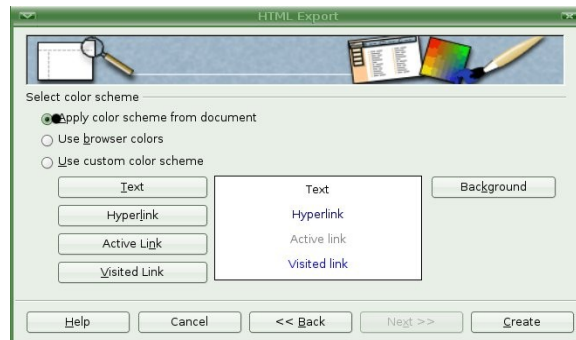 HTML Export
Select color scheme
Apply color scheme from document
Use browser colors
Use custom color scheme
Text
Hyperlink
Active Link
Visited Link
Text
Hyperlink
Active link
Visited link
Background
Help
Cancel
<< Back
Next >>
Create